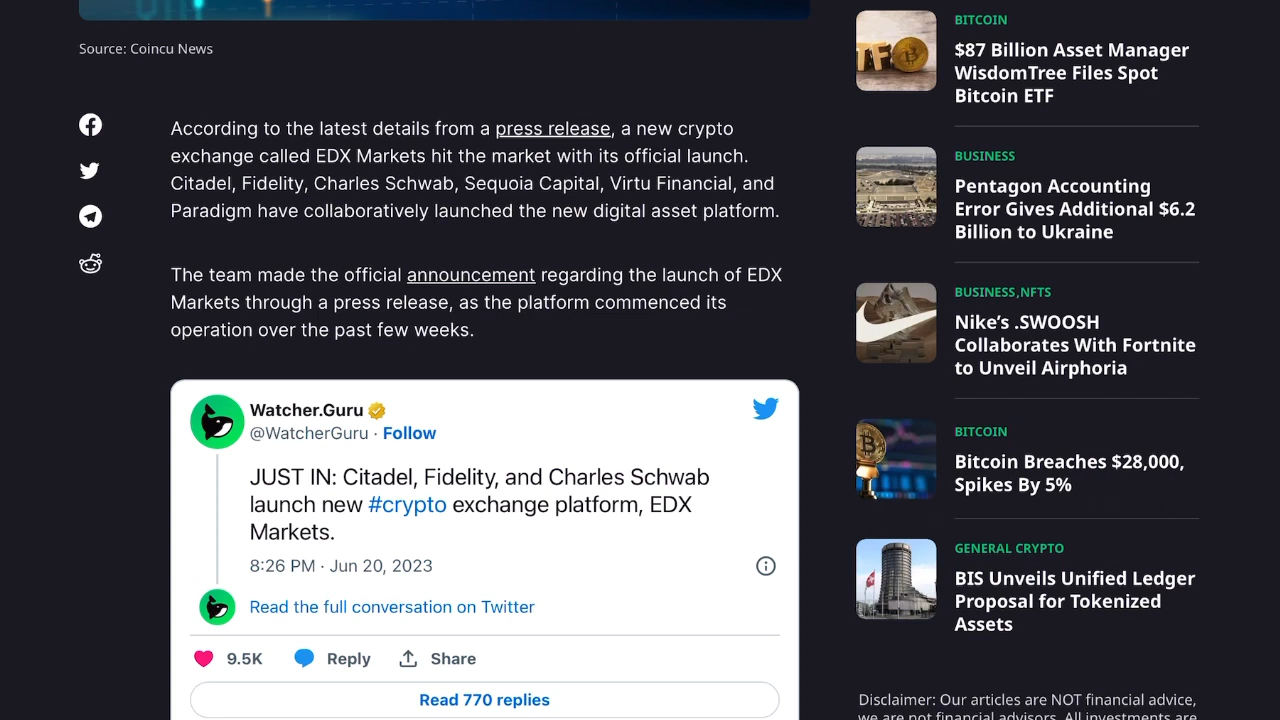 Source: Coincu News
According to the latest details from a press release, a new crypto
exchange called EDX Markets hit the market with its official launch.
Citadel, Fidelity, Charles Schwab, Sequoia Capital, Virtu Financial, and
Paradigm have collaboratively launched the new digital asset platform.
The team made the official announcement regarding the launch of EDX
Markets through a press release, as the platform commenced its
operation over the past few weeks.
Watcher.Guru
@WatcherGuru · Follow
JUST IN: Citadel, Fidelity, and Charles Schwab
launch new #crypto exchange platform, EDX
Markets.
8:26 PM · Jun 20, 2023
Read the full conversation on Twitter
9.5K Reply Share
Read 770 replies
BITCOIN
$87 Billion Asset Manager
WisdomTree Files Spot
Bitcoin ETF
BUSINESS
Pentagon Accounting
Error Gives Additional $6.2
Billion to Ukraine
BUSINESS,NFTS
Nike’s .SWOOSH
Collaborates With Fortnite
to Unveil Airphoria
BITCOIN
Bitcoin Breaches $28,000,
Spikes By 5%
GENERAL CRYPTO
BIS Unveils Unified Ledger
Proposal for Tokenized
Assets
Disclaimer: Our articles are NOT financial advice,
we are not financial advisors. All investments are